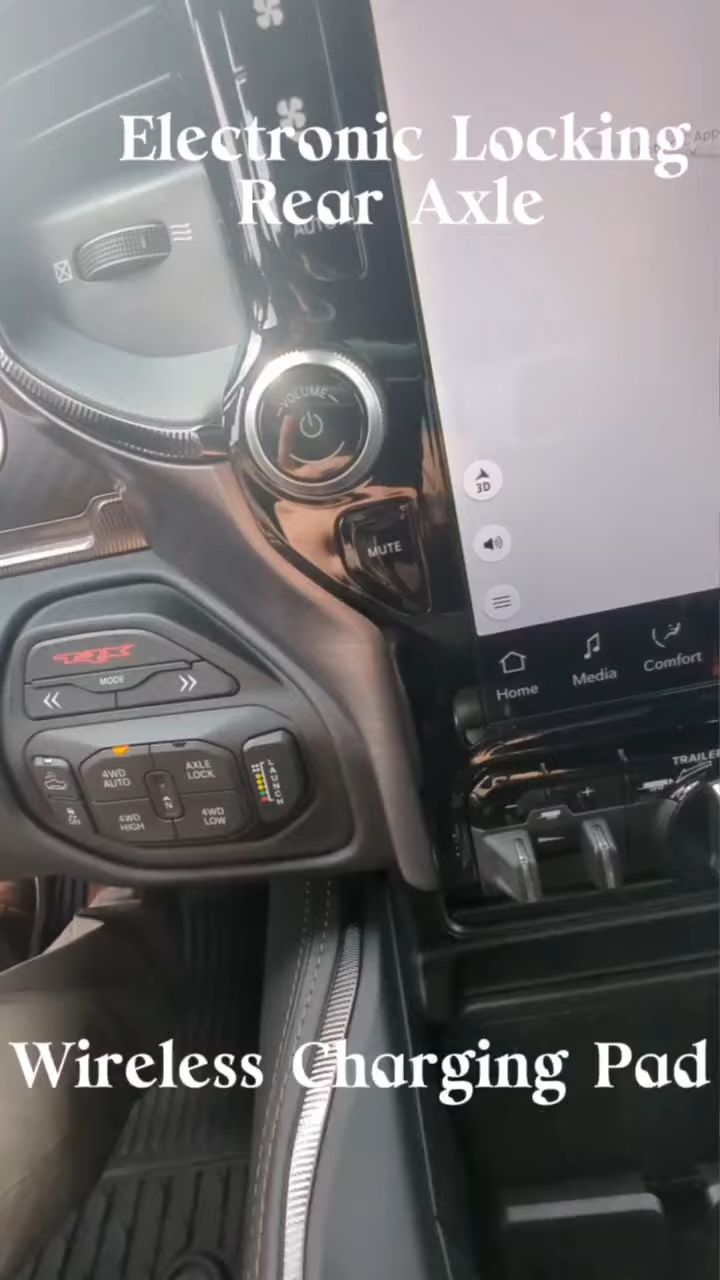 Electronic Locking
Rear Axle
AUTO
VOLUME
3D
MUTE
Home
Media
Comfort
TRX
MODE
4WD
AUTO
AXLE
LOCK
LAUNCH
N
4WD
HIGH
4WD
LOW
Wireless Charging Pad